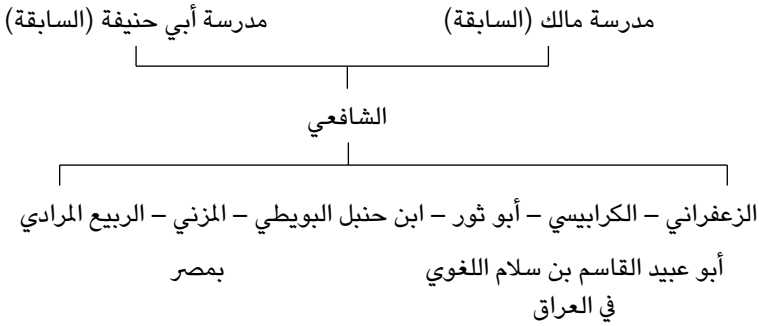 مدرسة مالك (السابقة) مدرسة أبي حنيفة (السابقة)
الشافعي
الزعفراني – الكرابيسي – أبو ثور – ابن حنبل البويطي – المزني – الربيع المرادي
أبو عبيد القاسم بن سلام اللغوي بمصر
في العراق